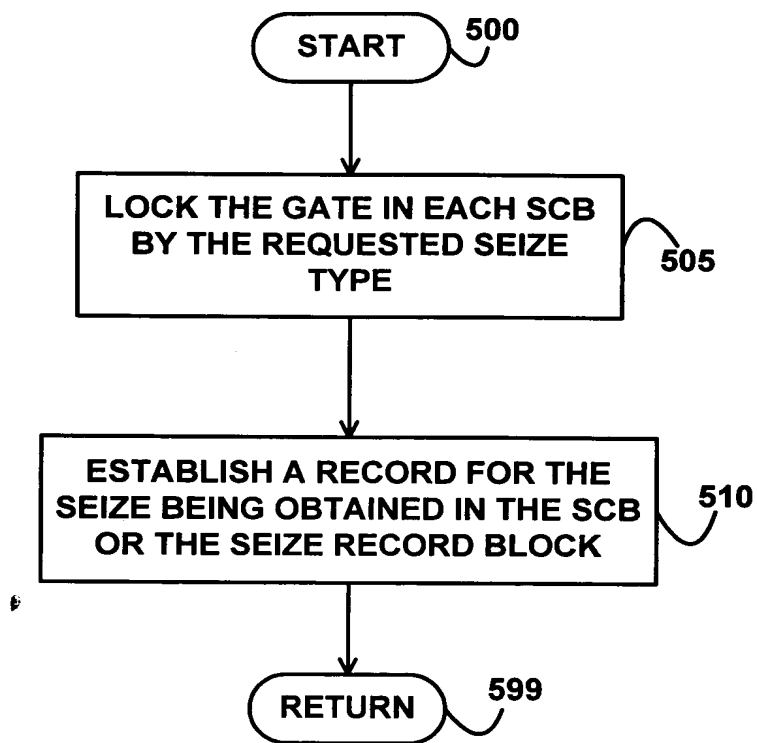 START
500
LOCK THE GATE IN EACH SCB
BY THE REQUESTED SEIZE
TYPE
505
ESTABLISH A RECORD FOR THE
SEIZE BEING OBTAINED IN THE SCB
OR THE SEIZE RECORD BLOCK
510
RETURN
599